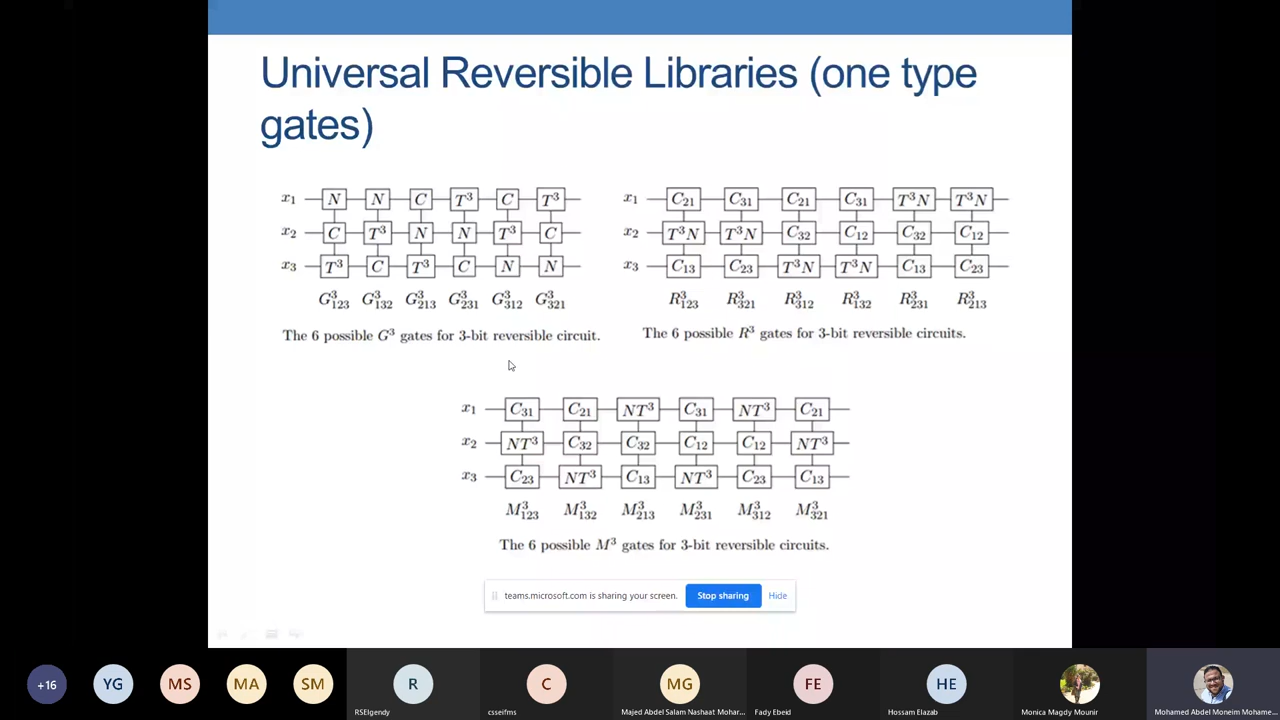 Universal Reversible Libraries (one type
gates)
x₁ N N C T³ C T³
x₂ C T³ N N T³ C
x₃ T³ C T³ C N N
G³₁₂₃ G³₁₃₂ G³₂₁₃ G³₂₃₁ G³₃₁₂ G³₃₂₁
The 6 possible G³ gates for 3-bit reversible circuit.
x₁ C₂₁ C₃₁ C₂₁ C₃₁ T³N T³N
x₂ T³N T³N C₃₂ C₁₂ C₃₂ C₁₂
x₃ C₁₃ C₂₃ T³N T³N C₁₃ C₂₃
R³₁₂₃ R³₃₂₁ R³₃₁₂ R³₁₃₂ R³₂₃₁ R³₂₁₃
The 6 possible R³ gates for 3-bit reversible circuits.
x₁ C₃₁ C₂₁ NT³ C₃₁ NT³ C₂₁
x₂ NT³ C₃₂ C₃₂ C₁₂ C₁₂ NT³
x₃ C₂₃ NT³ C₁₃ NT³ C₂₃ C₁₃
M³₁₂₃ M³₁₃₂ M³₂₁₃ M³₂₃₁ M³₃₁₂ M³₃₂₁
The 6 possible M³ gates for 3-bit reversible circuits.
teams.microsoft.com is sharing your screen. Stop sharing Hide
+16 YG MS MA SM R C MG FE HE
RSElgendy csseifms Majed Abdel Salam Nashaat Mohar... Fady Ebeid Hossam Elazab Monica Magdy Mounir Mohamed Abdel Moneim Mohame...